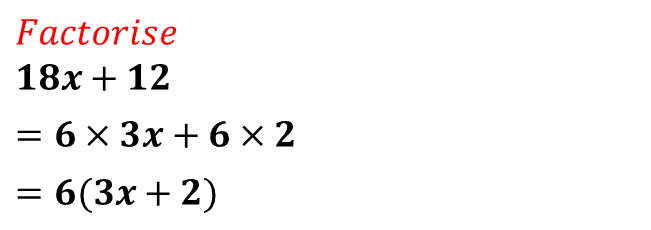 Factorise
18x + 12
= 6 × 3x + 6 × 2
= 6(3x + 2)